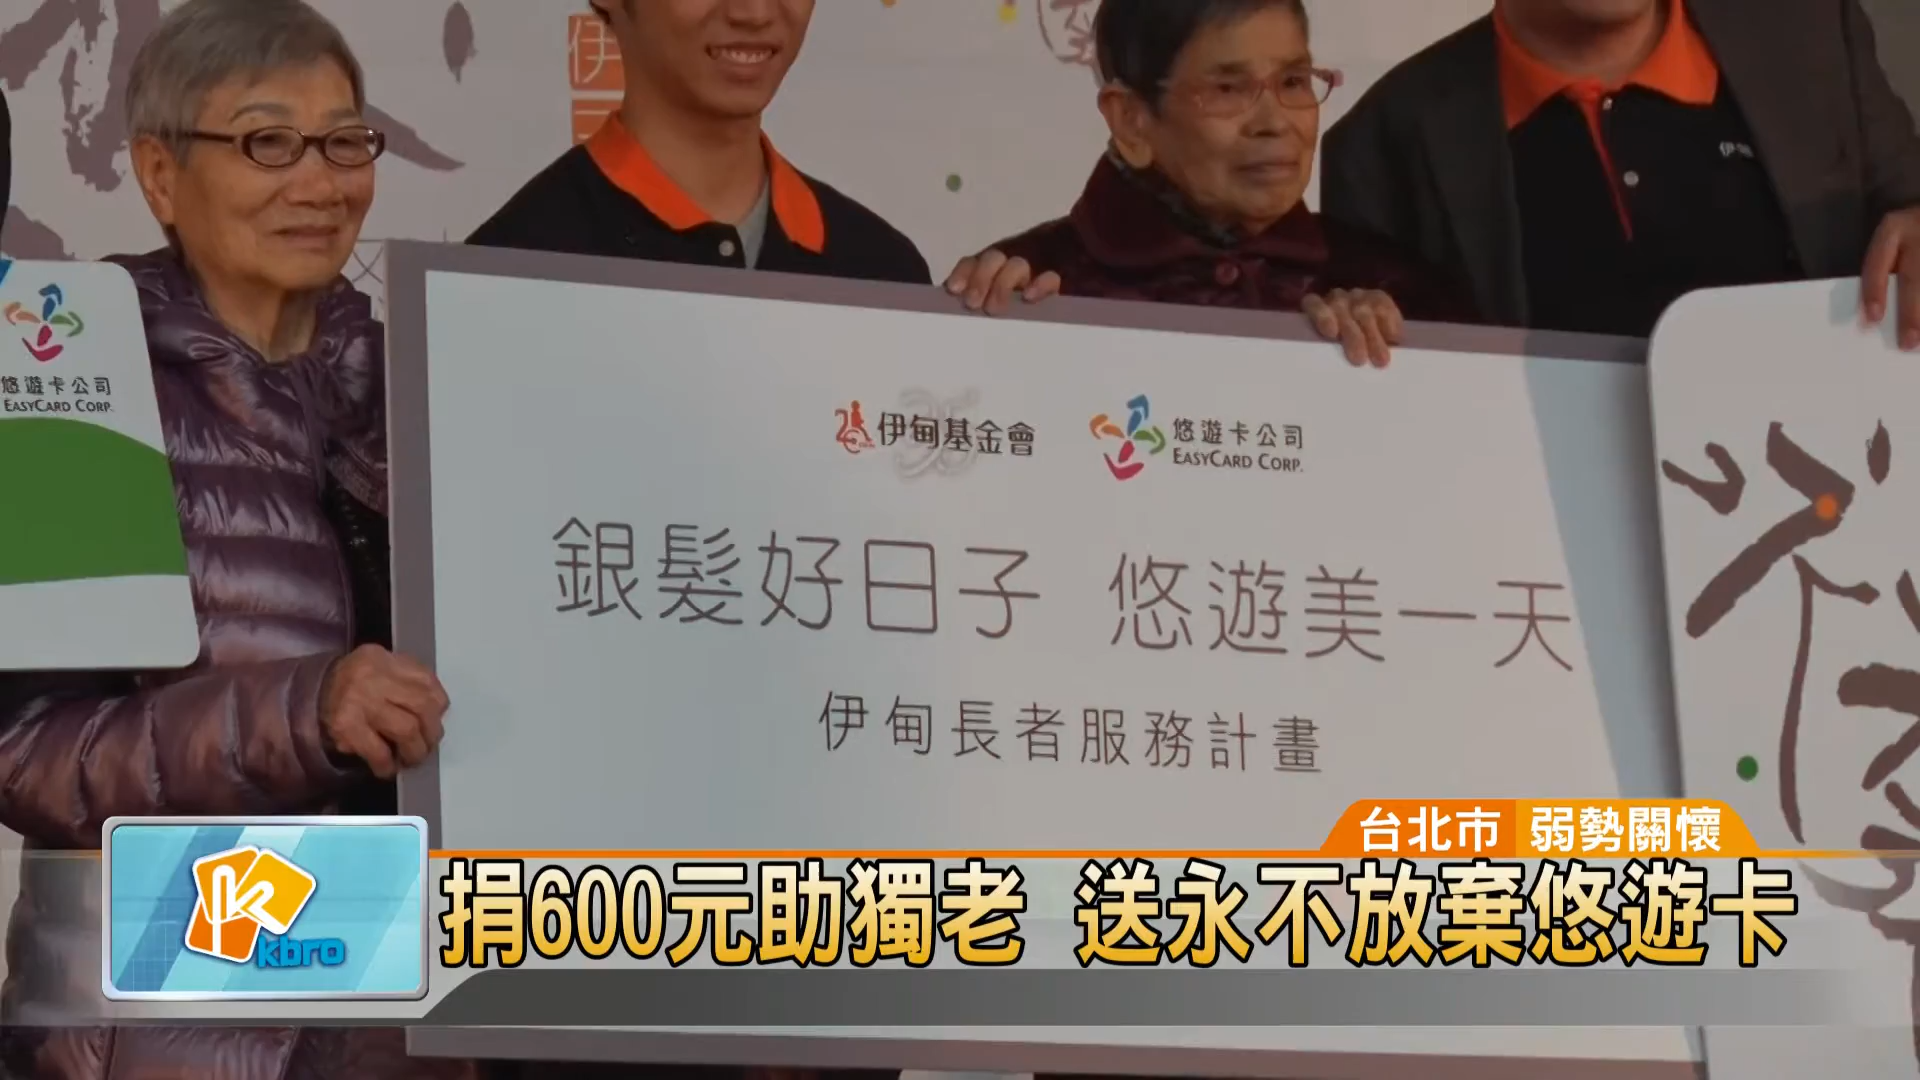 伊
悠遊卡公司
EASYCARD CORP.
伊甸基金會
悠遊卡公司
EASYCARD CORP.
銀髮好日子 悠遊美一天
伊甸長者服務計畫
台北市 弱勢關懷
捐600元助獨老 送永不放棄悠遊卡
kbro